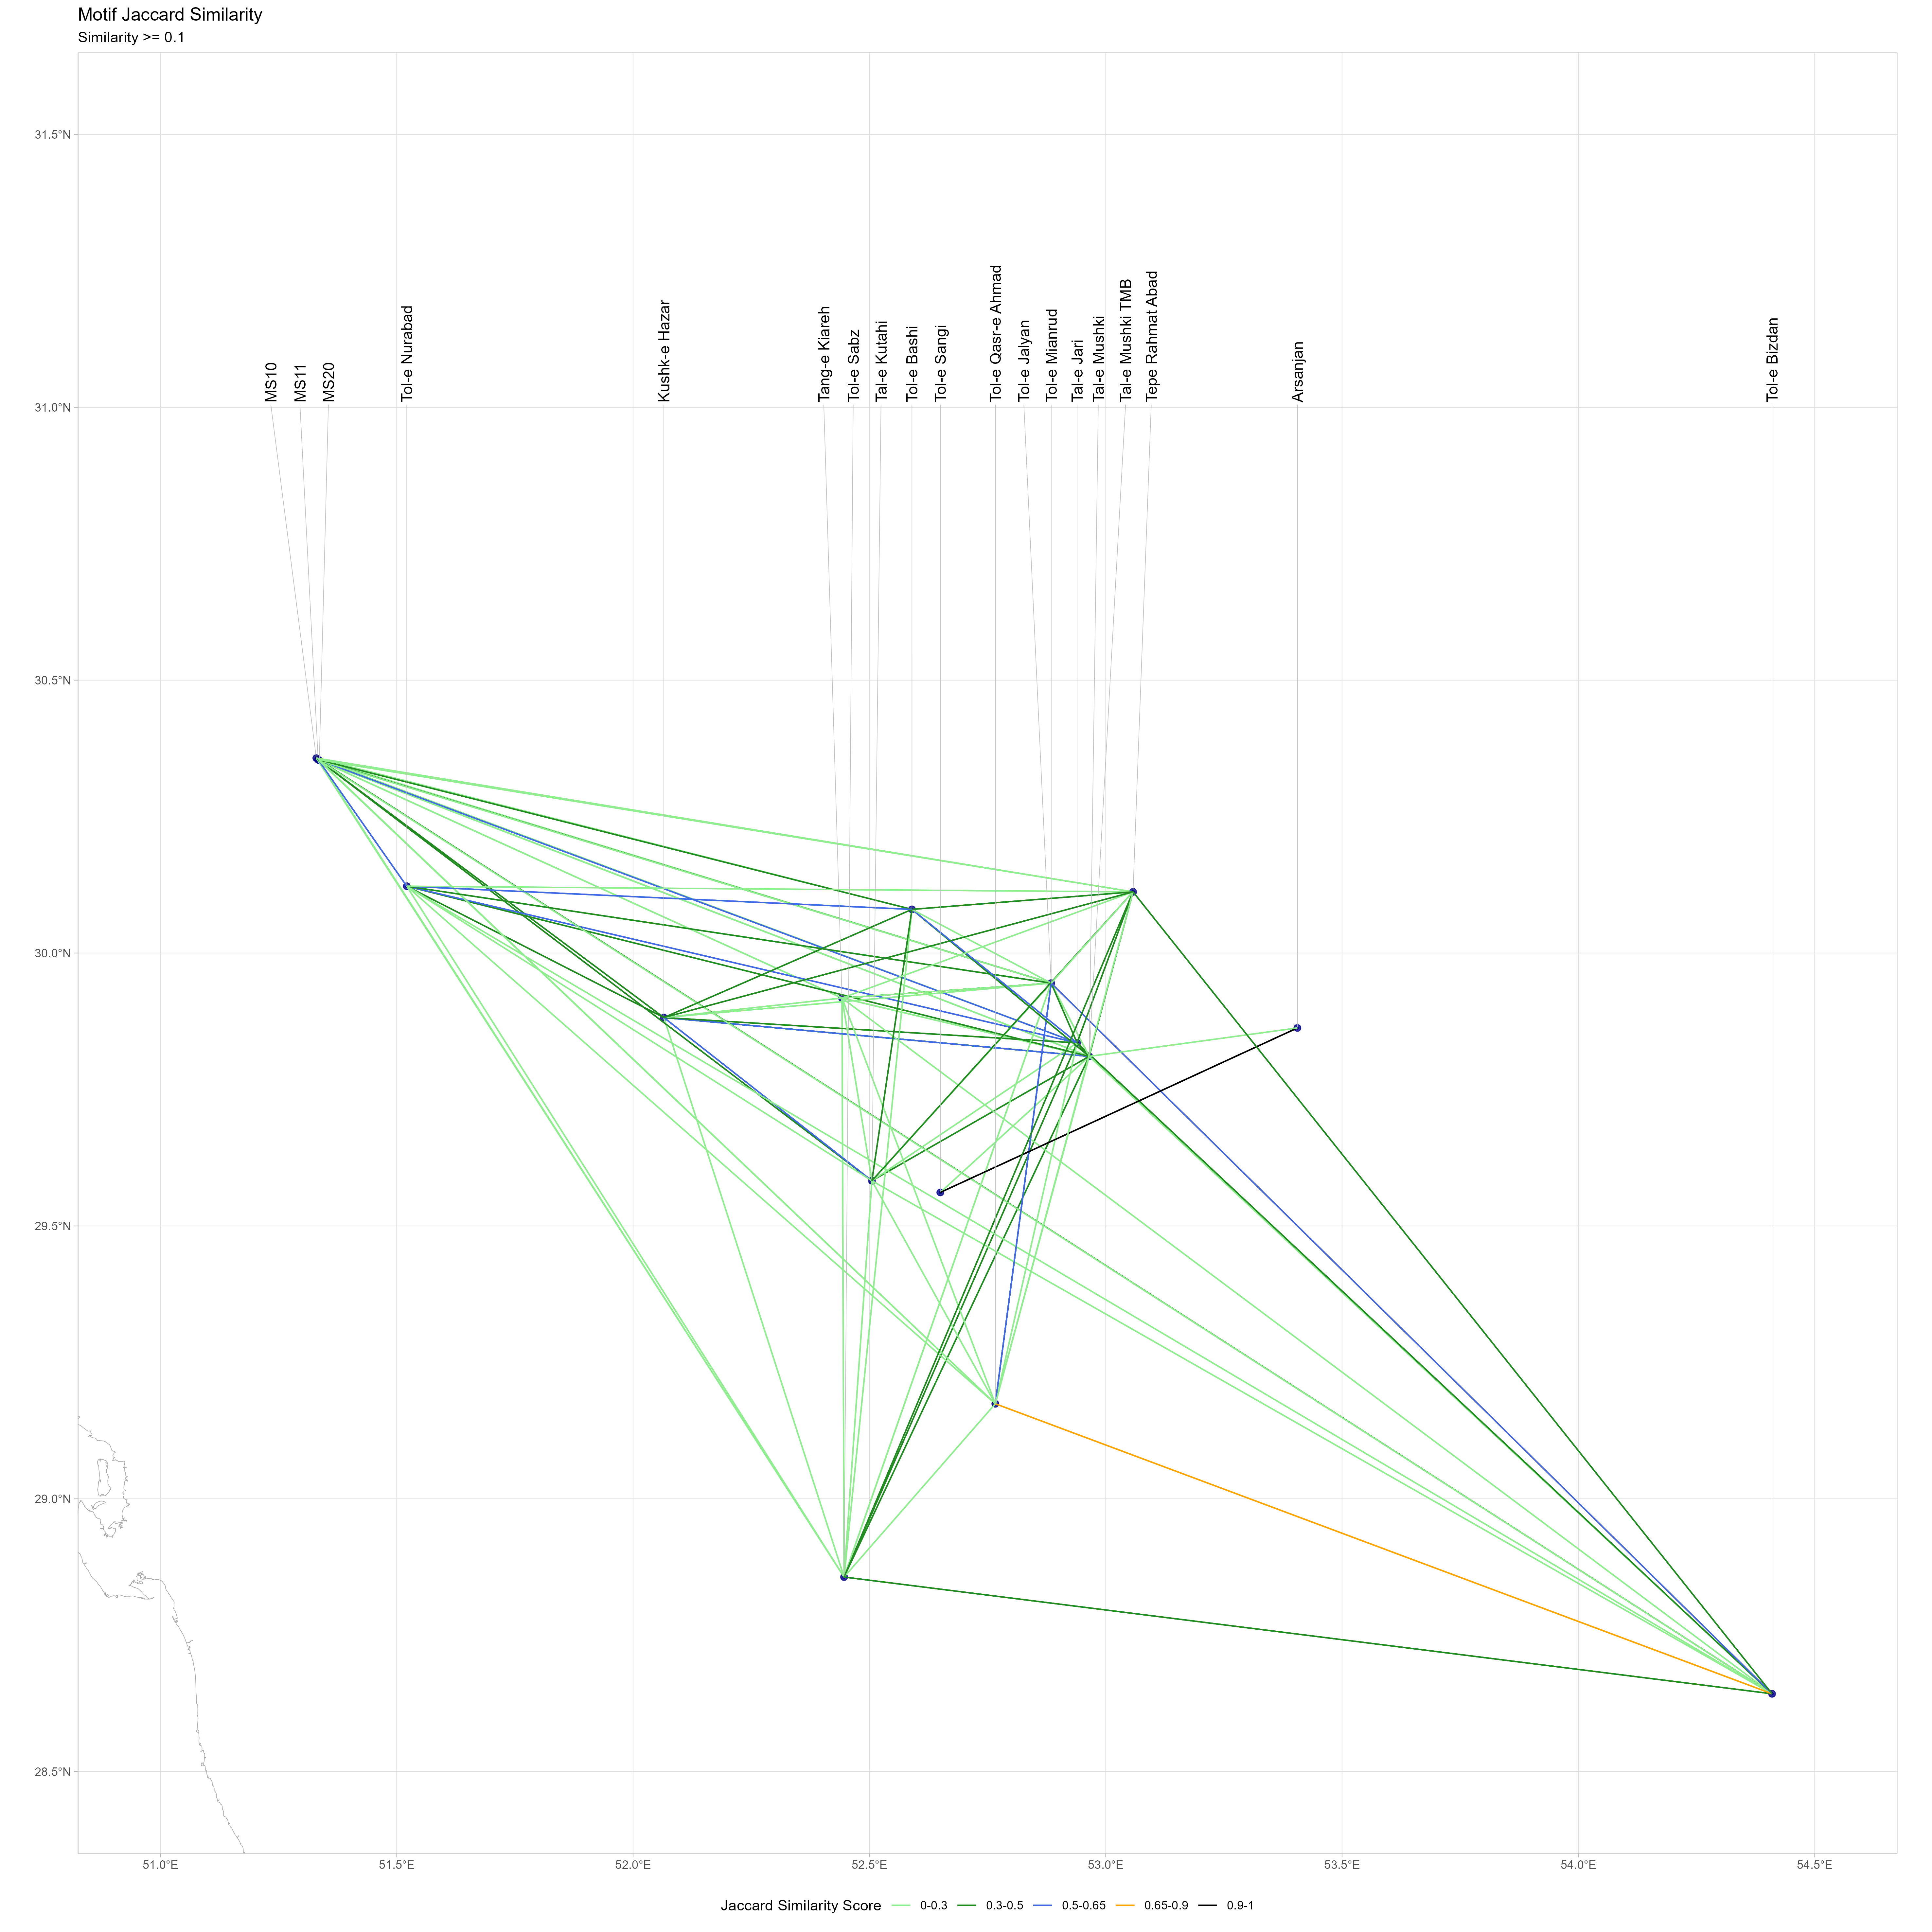 Motif Jaccard Similarity
Similarity >= 0.1
31.5°N
31.0°N
30.5°N
30.0°N
29.5°N
29.0°N
28.5°N
MS10
MS11
MS20
Tol-e Nurabad
Kushk-e Hazar
Tang-e Kiareh
Tol-e Sabz
Tal-e Kutahi
Tol-e Bashi
Tol-e Sangi
Tol-e Qasr-e Ahmad
Tol-e Jalyan
Tol-e Mianrud
Tal-e Jari
Tal-e Mushki
Tal-e Mushki TMB
Tepe Rahmat Abad
Arsanjan
Tol-e Bizdan
51.0°E
51.5°E
52.0°E
52.5°E
53.0°E
53.5°E
54.0°E
54.5°E
Jaccard Similarity Score 0-0.3 0.3-0.5 0.5-0.65 0.65-0.9 0.9-1